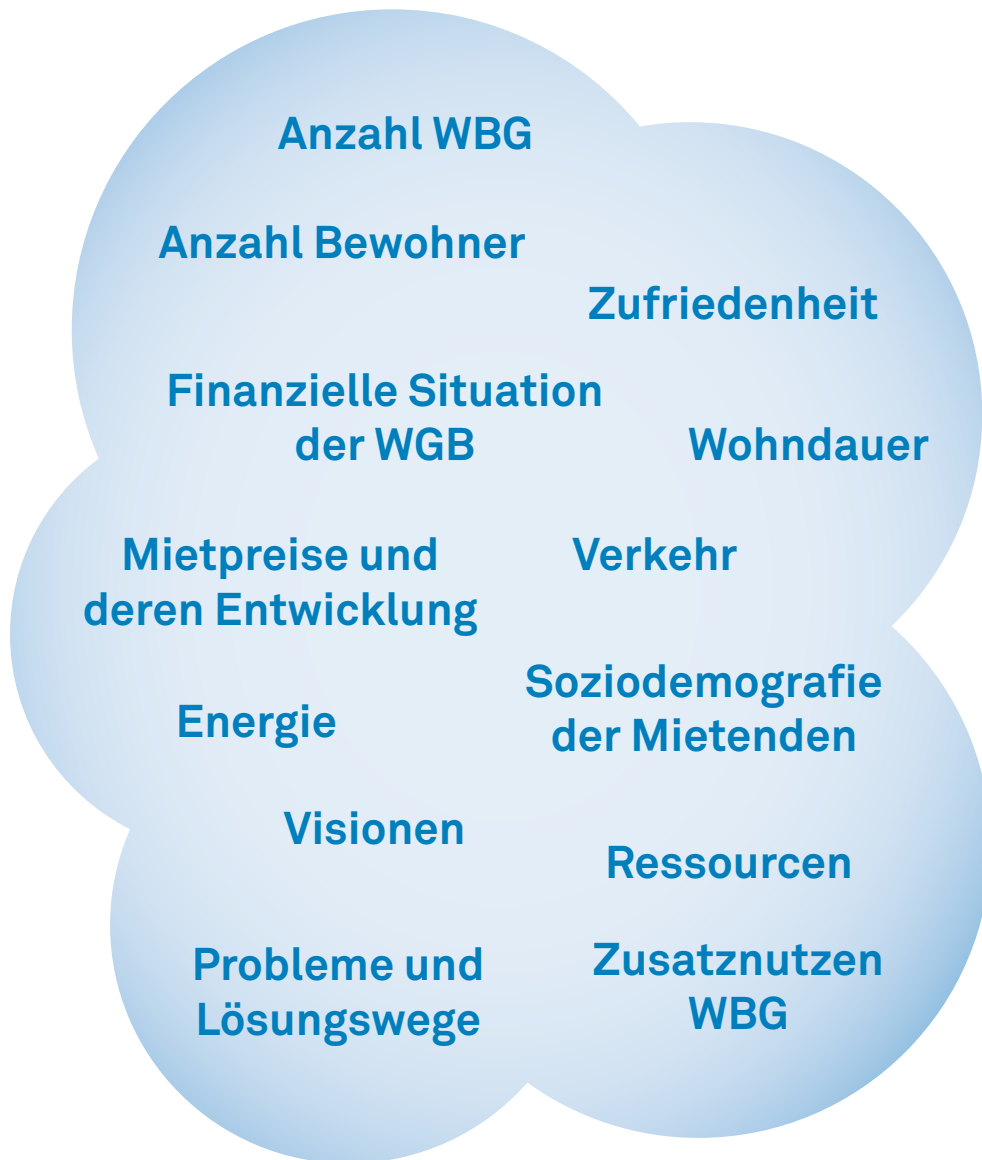 Anzahl WBG
Anzahl Bewohner
Zufriedenheit
Finanzielle Situation
der WGB
Wohndauer
Mietpreise und
deren Entwicklung
Verkehr
Soziodemografie
der Mietenden
Energie
Visionen
Ressourcen
Probleme und
Lösungswege
Zusatznutzen
WBG